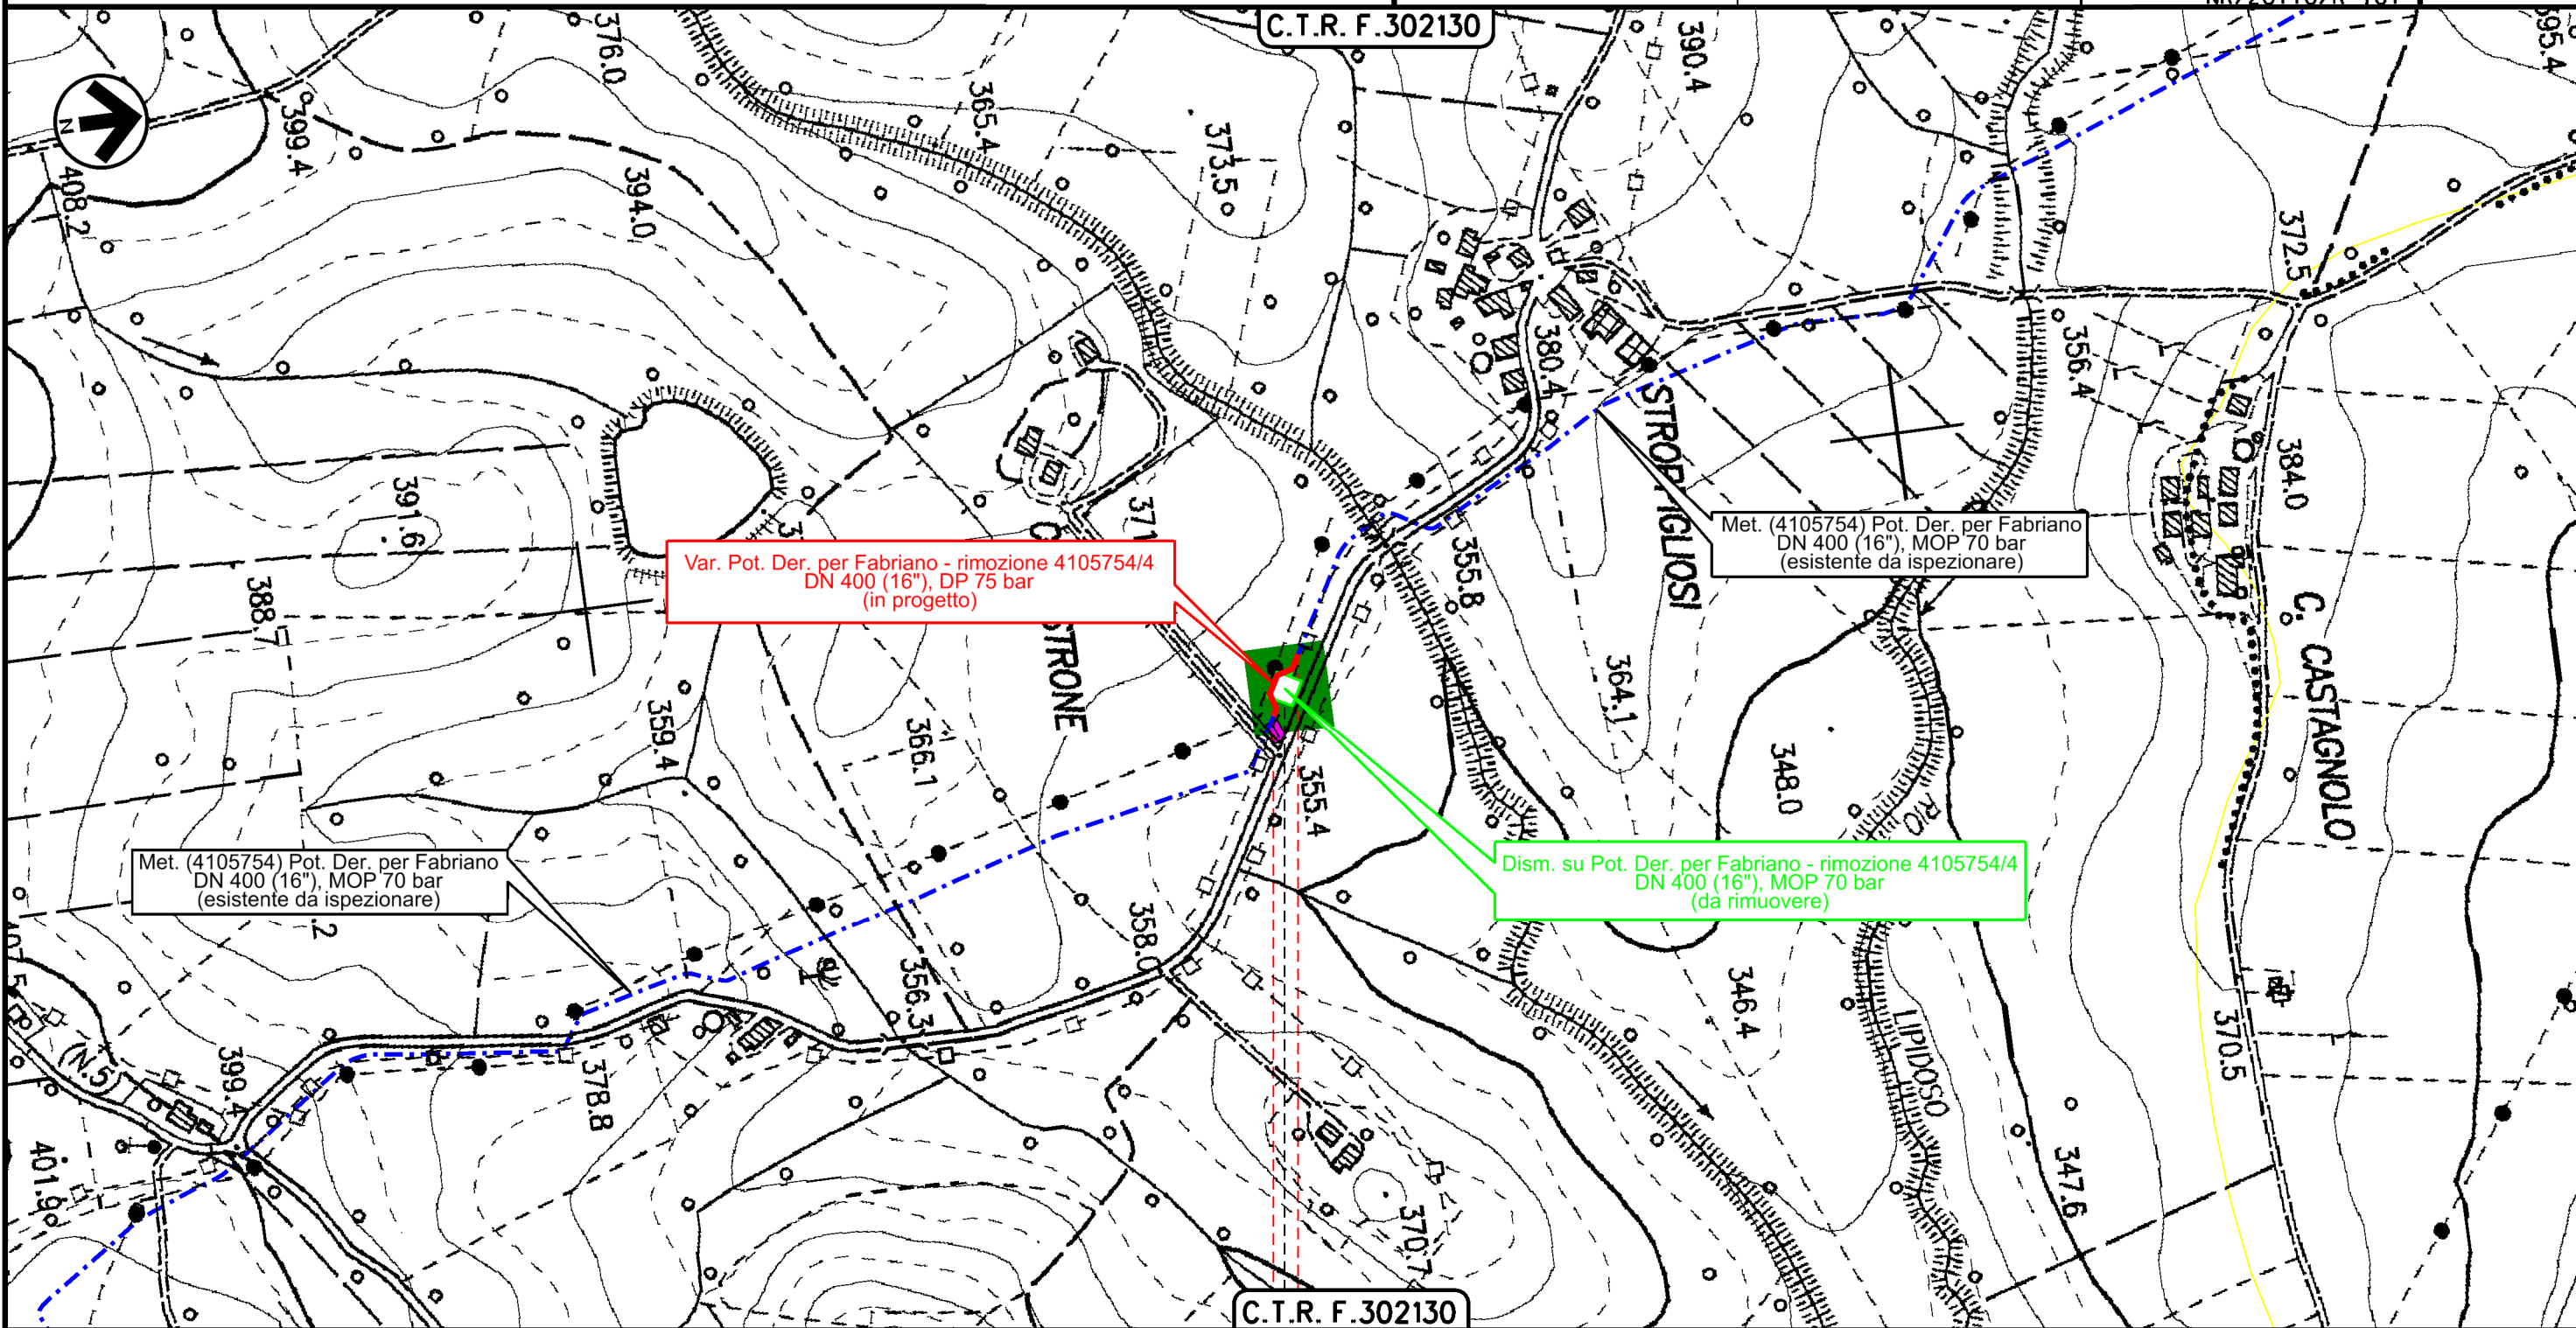 C.T.R. F.302130
376.0
399.4
365.4
390.4
395.4
N
408.2
394.0
373.5
372.5
380.4
356.4
STROPPIGLIOSI
391.6
384.0
Met. (4105754) Pot. Der. per Fabriano
DN 400 (16"), MOP 70 bar
(esistente da ispezionare)
355.8
Var. Pot. Der. per Fabriano - rimozione 4105754/4
DN 400 (16"), DP 75 bar
(in progetto)
388.7
C. CASTAGNOLO
359.4
366.1
364.1
348.0
355.4
RIO
LIPIDOSO
Met. (4105754) Pot. Der. per Fabriano
DN 400 (16"), MOP 70 bar
(esistente da ispezionare)
Dism. su Pot. Der. per Fabriano - rimozione 4105754/4
DN 400 (16"), MOP 70 bar
(da rimuovere)
358.0
356.3
346.4
370.5
(N.5)
399.4
378.8
401.9
347.6
370.7
C.T.R. F.302130